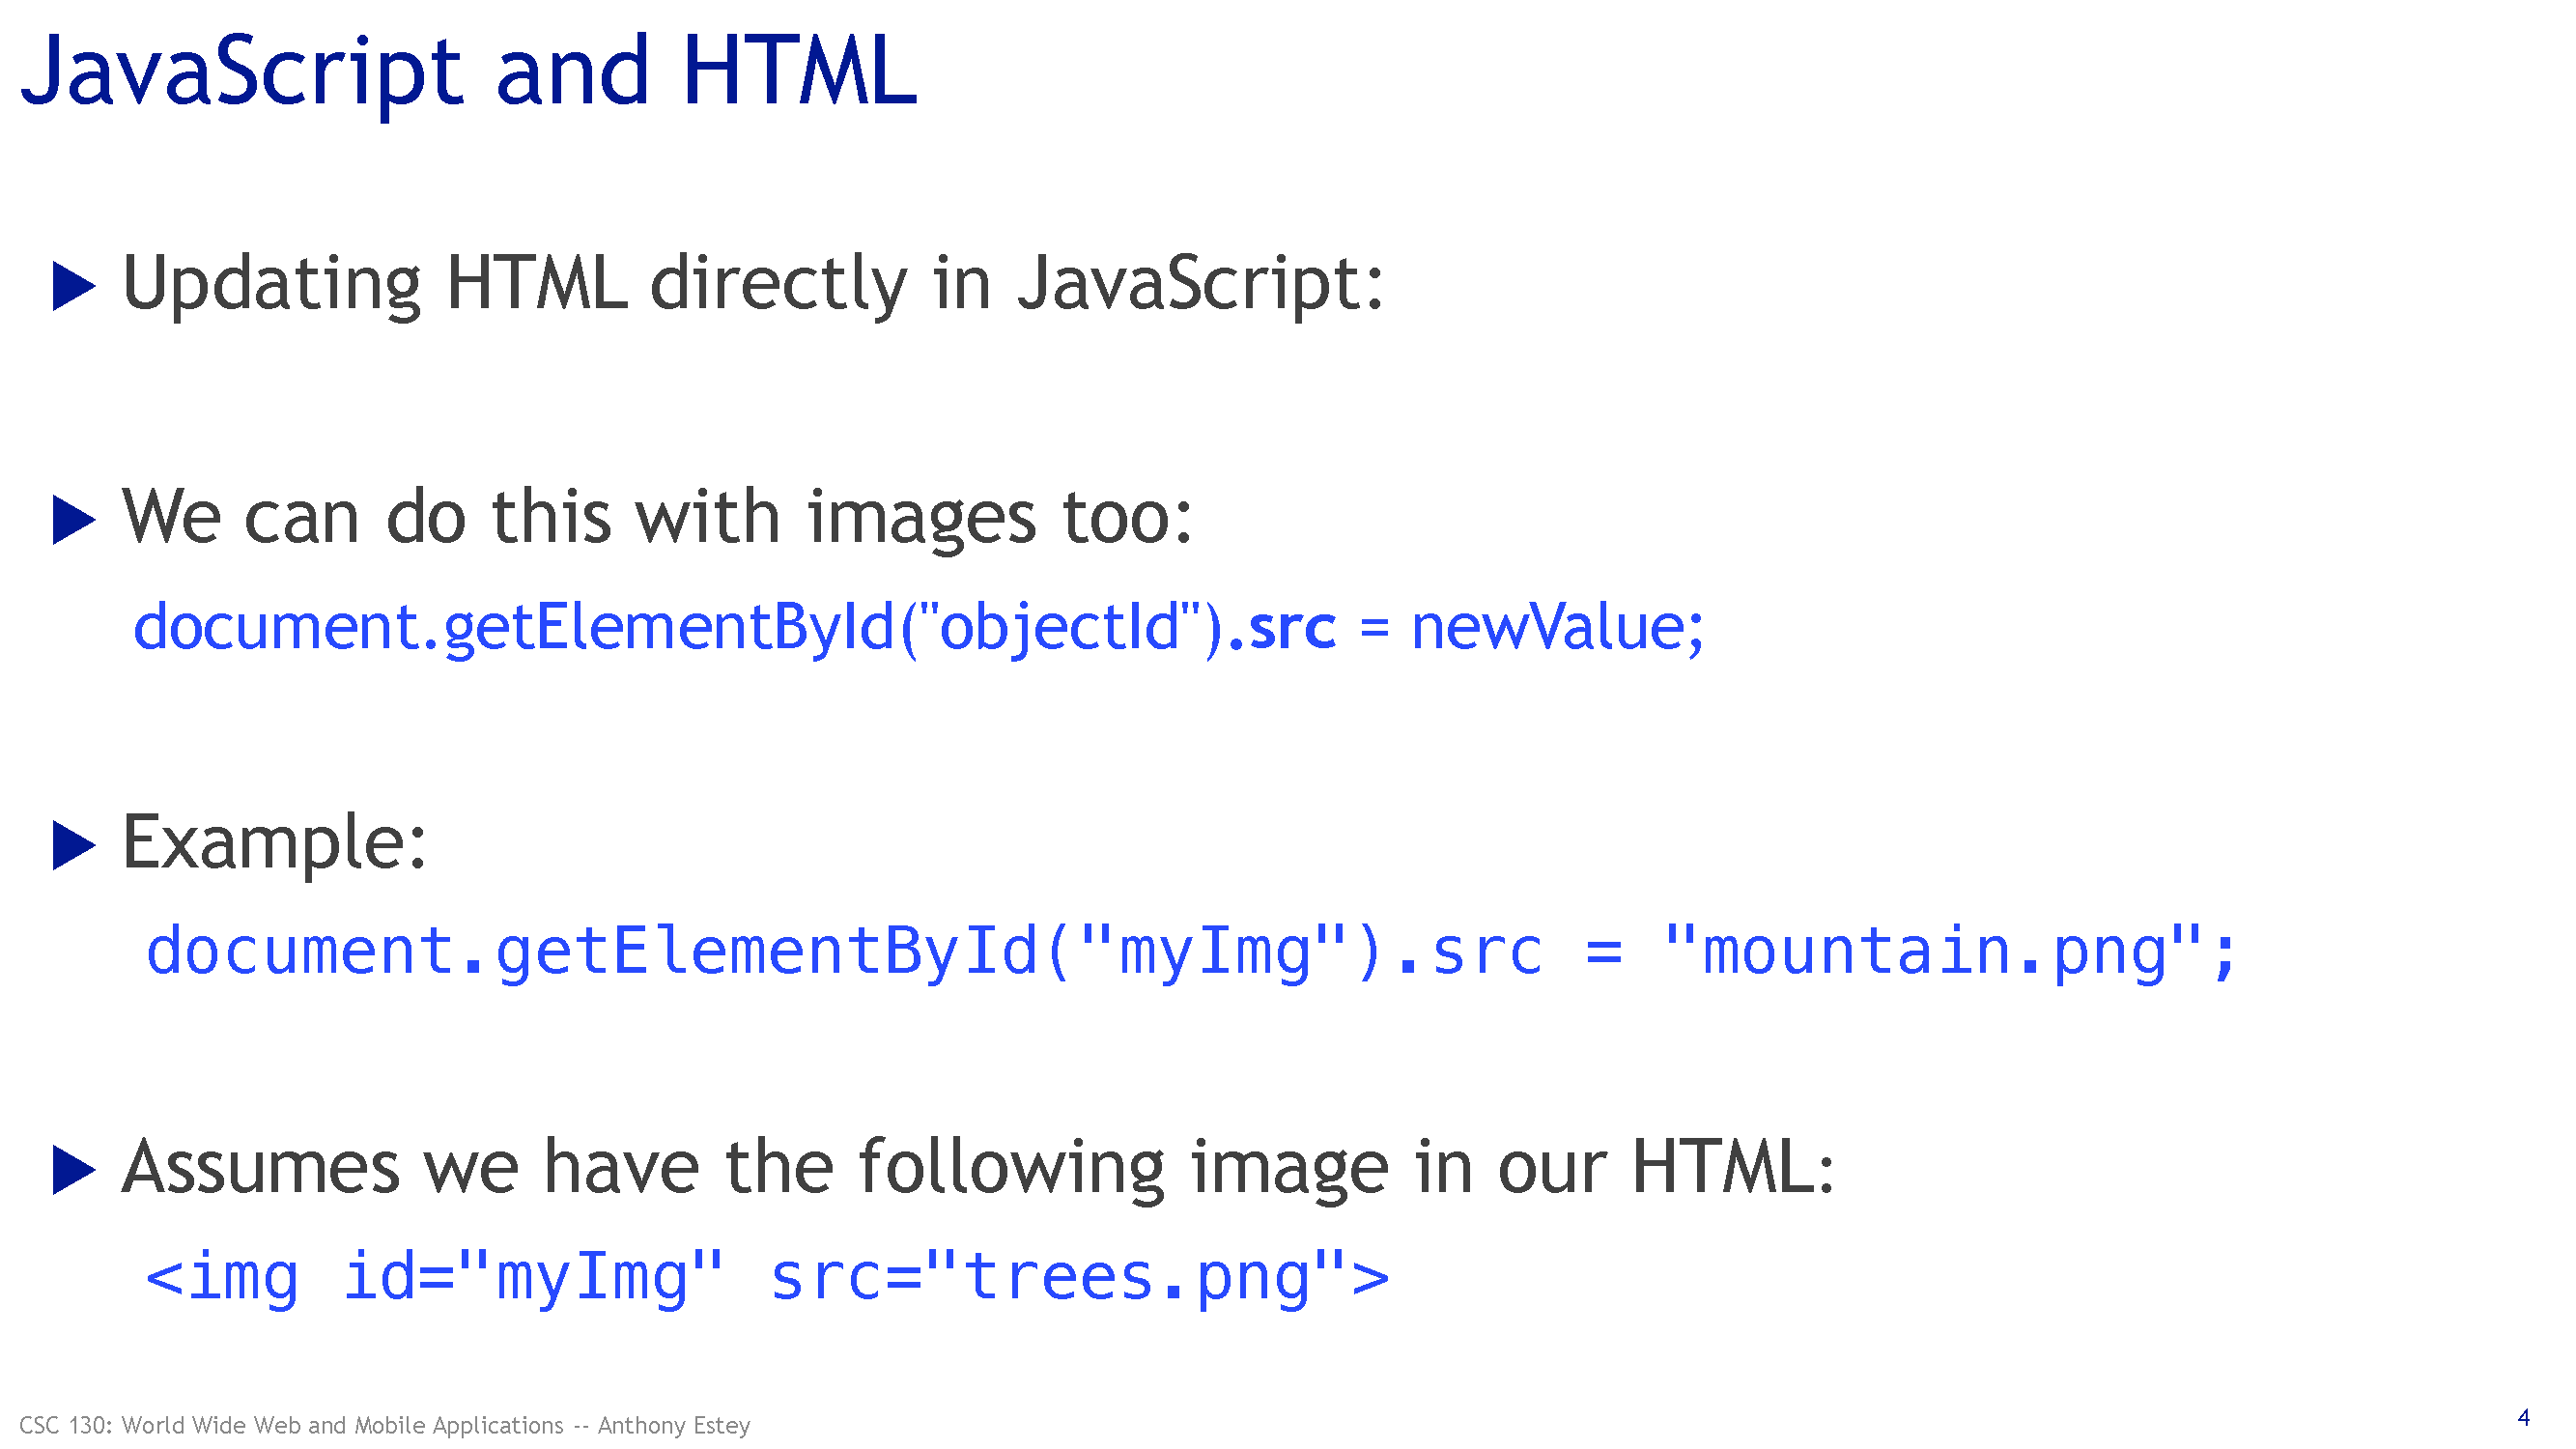 JavaScript and HTML
Updating HTML directly in JavaScript:
We can do this with images too:
document.getElementById("objectId").src = newValue;
Example:
document.getElementById("myImg").src = "mountain.png";
Assumes we have the following image in our HTML:
<img id="myImg" src="trees.png">
CSC 130: World Wide Web and Mobile Applications -- Anthony Estey
4